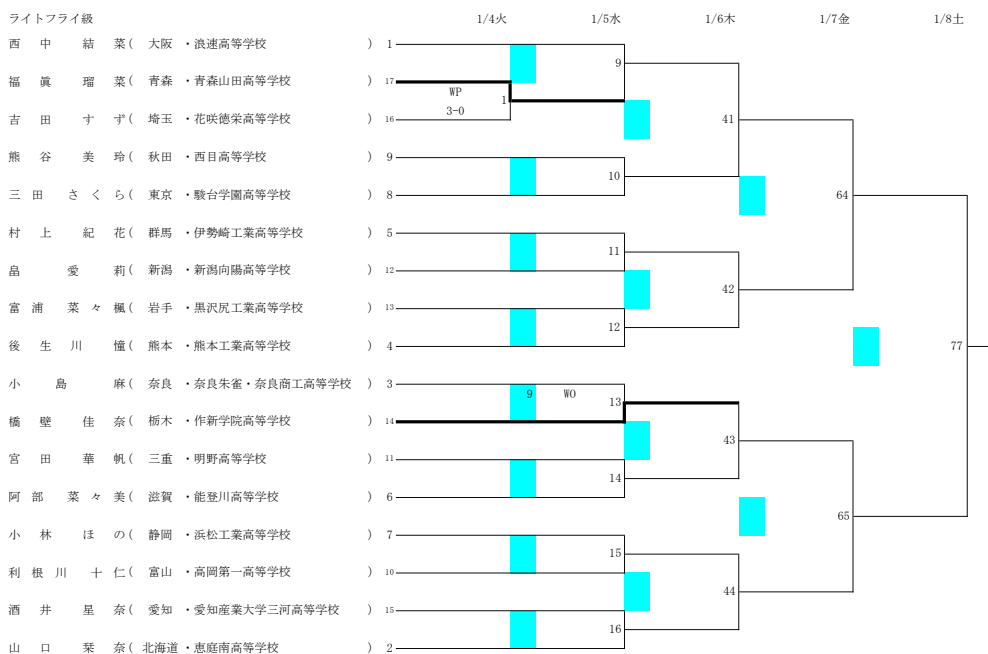 ライトフライ級 1/4火 1/5水 1/6木 1/7金 1/8土
西中結菜( 大阪 ・浪速高等学校 ) 1
9
福眞瑠菜( 青森 ・青森山田高等学校 ) 17
WP
1
3-0
吉田すず( 埼玉 ・花咲徳栄高等学校 ) 16
41
熊谷美玲( 秋田 ・西目高等学校 ) 9
10
三田さくら( 東京 ・駿台学園高等学校 ) 8
64
村上紀花( 群馬 ・伊勢崎工業高等学校 ) 5
11
畠愛莉( 新潟 ・新潟向陽高等学校 ) 12
42
富浦菜々楓( 岩手 ・黒沢尻工業高等学校 ) 13
12
後生川憧( 熊本 ・熊本工業高等学校 ) 4
77
小島麻( 奈良 ・奈良朱雀・奈良商工高等学校 ) 3
9 WO
13
橋壁佳奈( 栃木 ・作新学院高等学校 ) 14
43
宮田華帆( 三重 ・明野高等学校 ) 11
14
阿部菜々美( 滋賀 ・能登川高等学校 ) 6
65
小林ほの( 静岡 ・浜松工業高等学校 ) 7
15
利根川十仁( 富山 ・高岡第一高等学校 ) 10
44
酒井星奈( 愛知 ・愛知産業大学三河高等学校 ) 15
16
山口栞奈( 北海道 ・恵庭南高等学校 ) 2